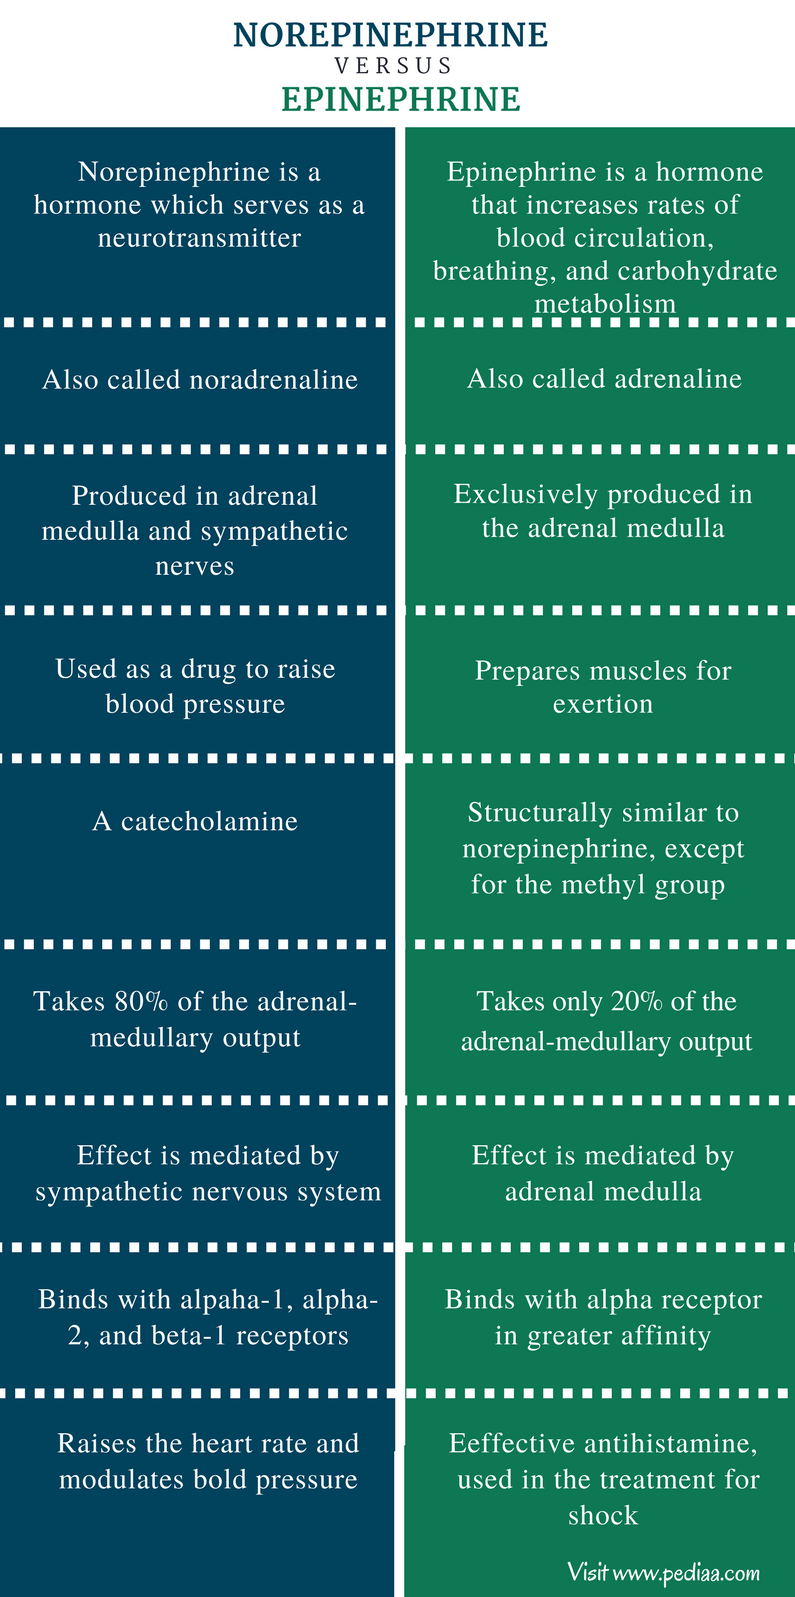 NOREPINEPHRINE
VERSUS
EPINEPHRINE
Norepinephrine is a
hormone which serves as a
neurotransmitter
Epinephrine is a hormone
that increases rates of
blood circulation,
breathing, and carbohydrate
metabolism
Also called noradrenaline
Also called adrenaline
Produced in adrenal
medulla and sympathetic
nerves
Exclusively produced in
the adrenal medulla
Used as a drug to raise
blood pressure
Prepares muscles for
exertion
A catecholamine
Structurally similar to
norepinephrine, except
for the methyl group
Takes 80% of the adrenal-
medullary output
Takes only 20% of the
adrenal-medullary output
Effect is mediated by
sympathetic nervous system
Effect is mediated by
adrenal medulla
Binds with alpaha-1, alpha-
2, and beta-1 receptors
Binds with alpha receptor
in greater affinity
Raises the heart rate and
modulates bold pressure
Eeffective antihistamine,
used in the treatment for
shock
Visit www.pediaa.com